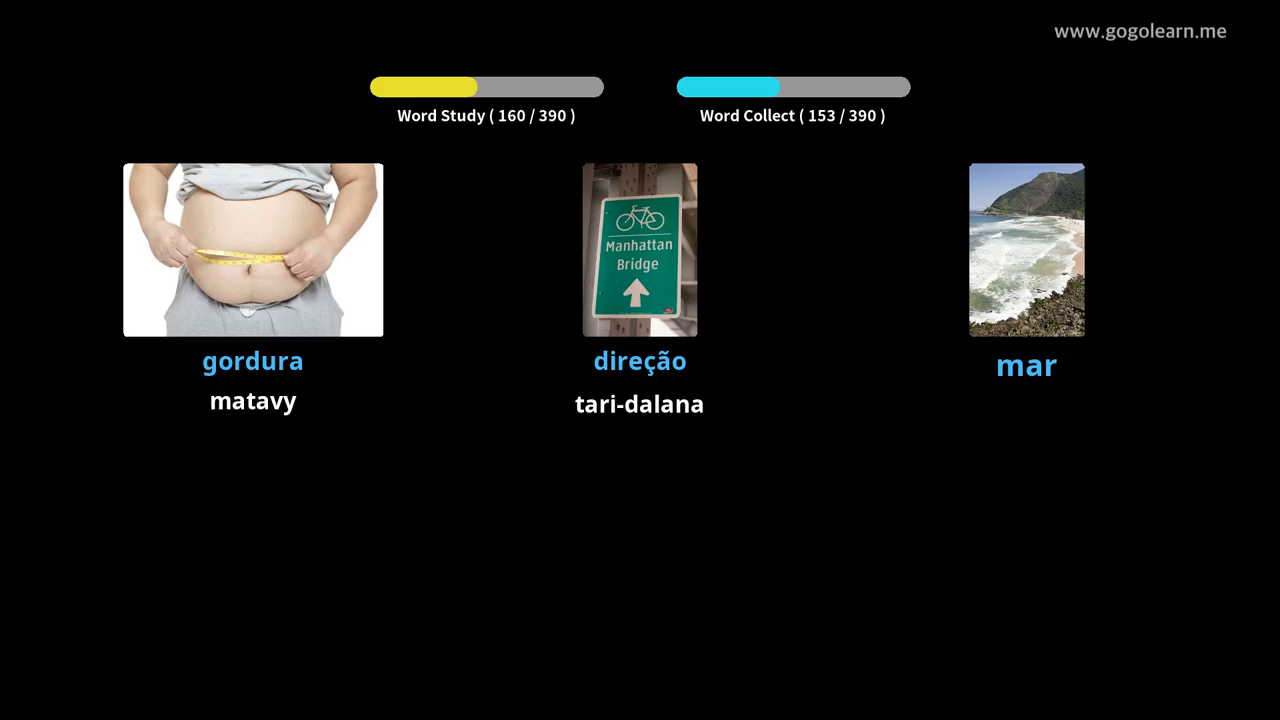 www.gogolearn.me
Word Study ( 160 / 390 )
Word Collect ( 153 / 390 )
Manhattan
Bridge
gordura
direção
mar
matavy
tari-dalana